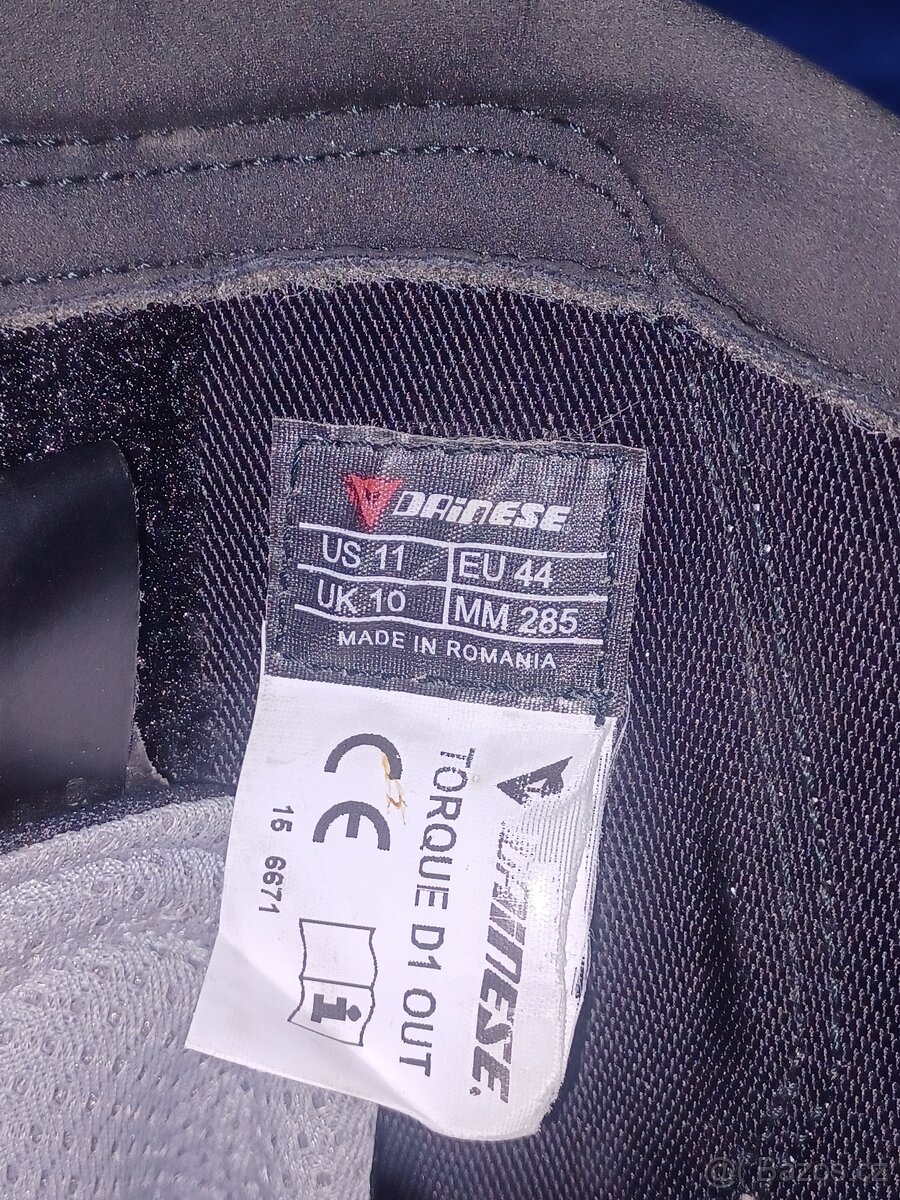 DAINESE
US 11 EU 44
UK 10 MM 285
MADE IN ROMANIA
DAINESE.
TORQUE D1 OUT
CE
i
15 6671
Bazos.cz